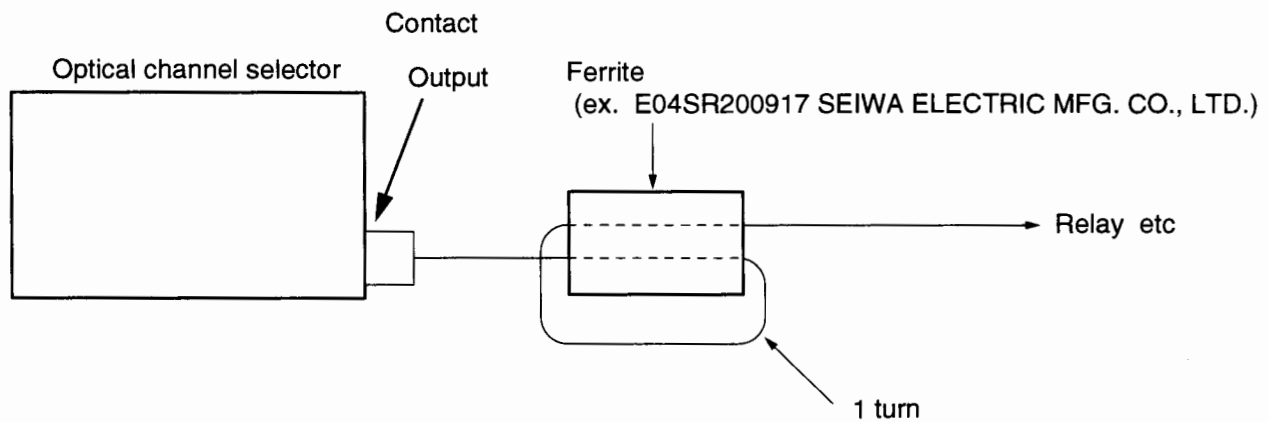 Contact
Output
Optical channel selector
Ferrite
(ex. E04SR200917 SEIWA ELECTRIC MFG. CO., LTD.)
Relay etc
1 turn